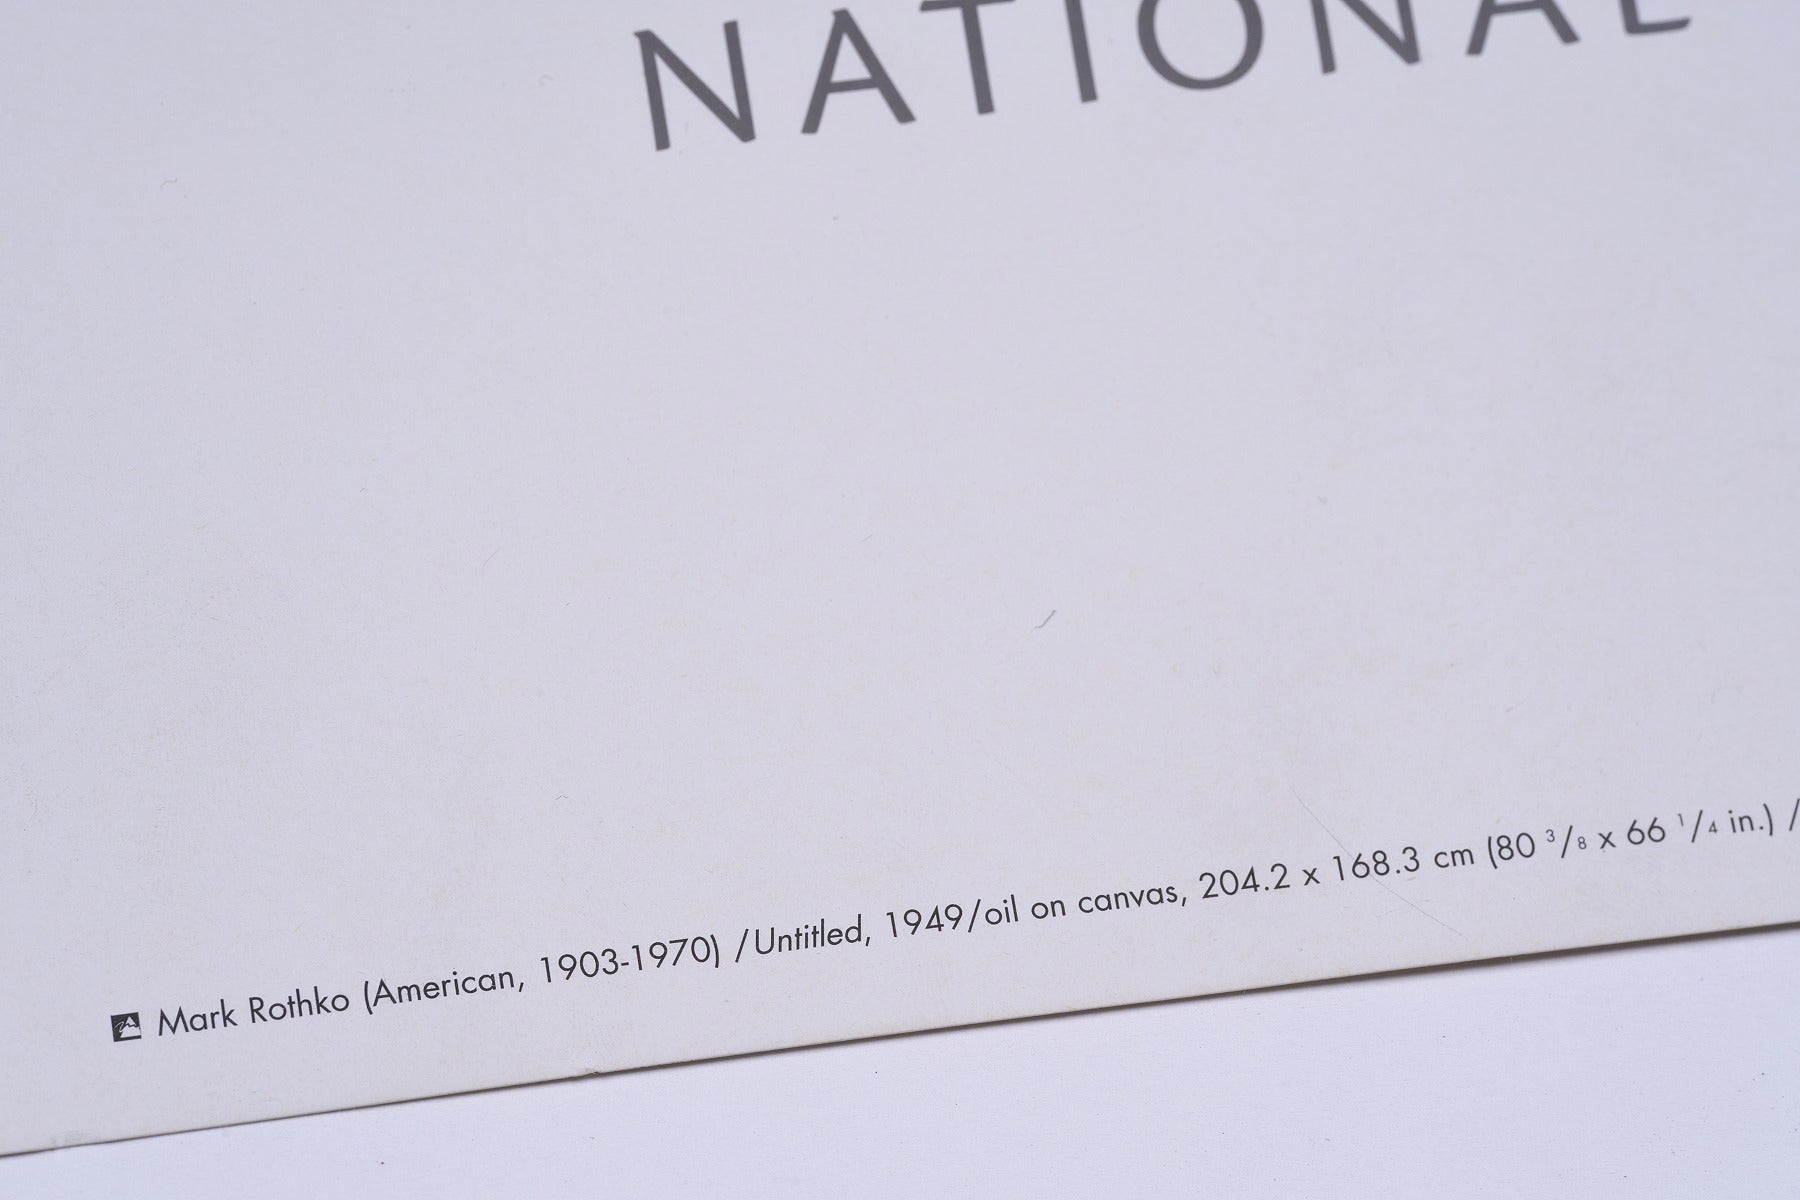 NATIONAL
Mark Rothko (American, 1903-1970) /Untitled, 1949/oil on canvas, 204.2 x 168.3 cm (80 3/8 x 66 1/4 in.) /